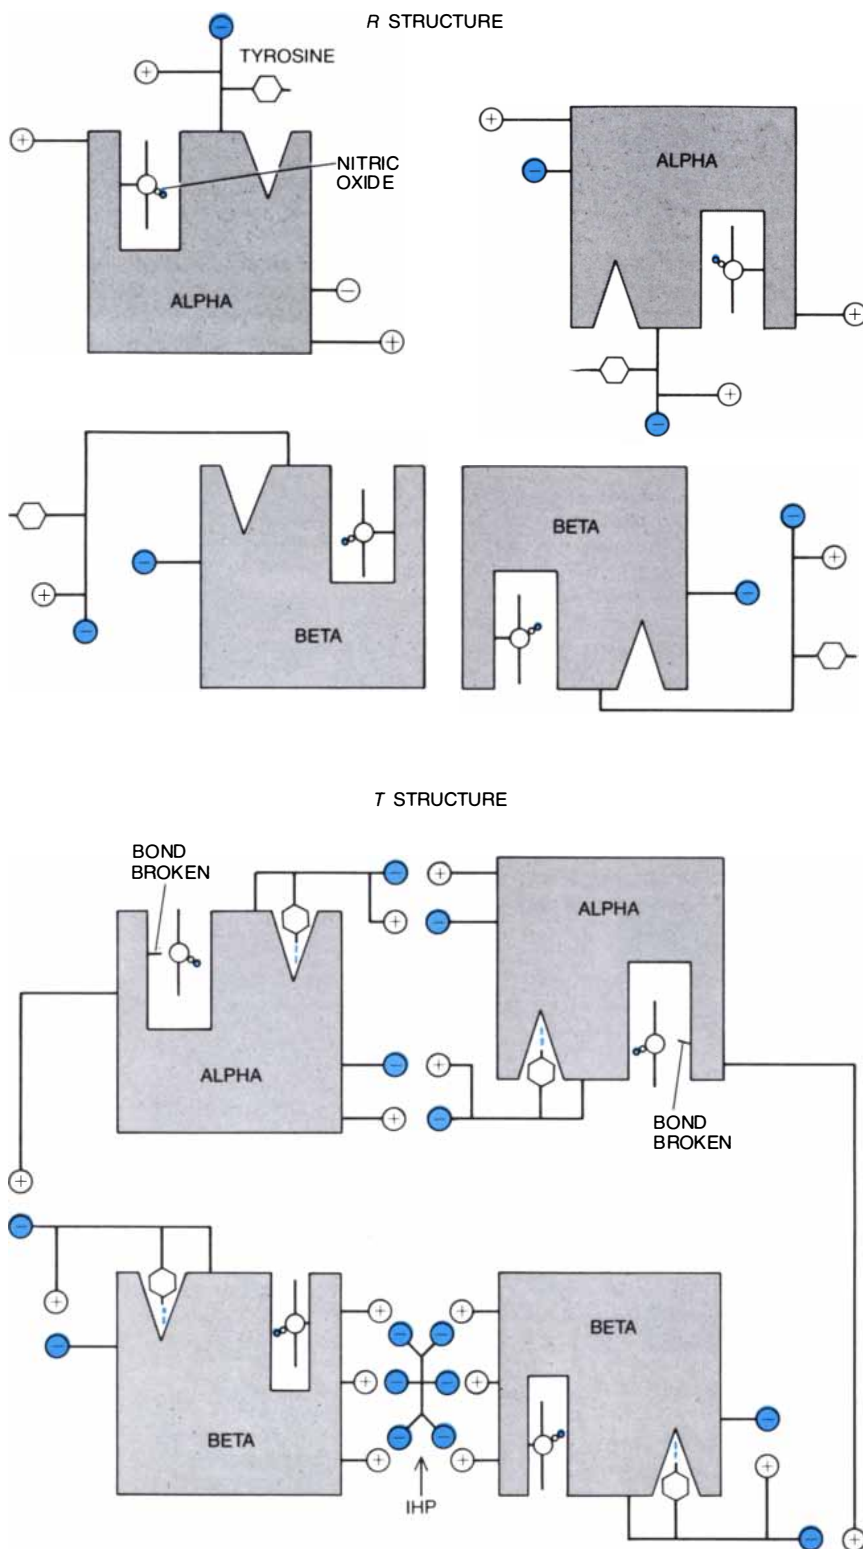 R STRUCTURE
TYROSINE
NITRIC
OXIDE
ALPHA
ALPHA
BETA
BETA
T STRUCTURE
BOND
BROKEN
ALPHA
ALPHA
BOND
BROKEN
BETA
BETA
IHP